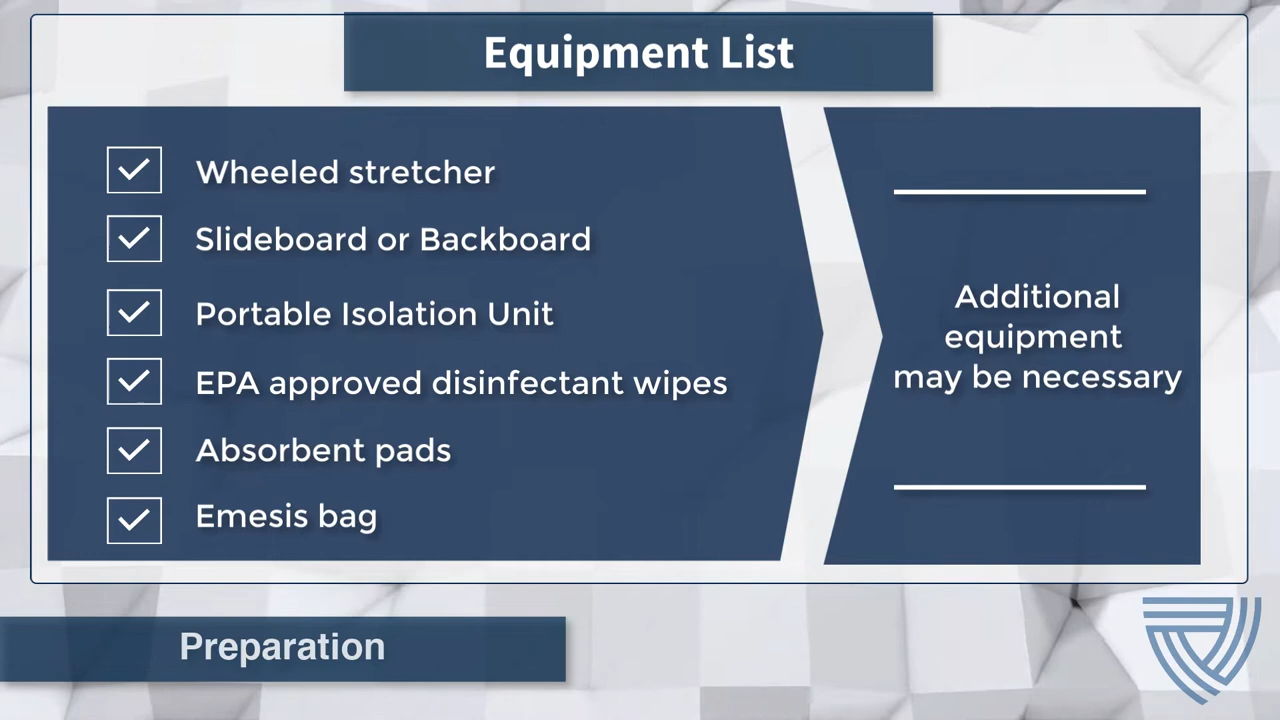 Equipment List
Wheeled stretcher
Slideboard or Backboard
Portable Isolation Unit
EPA approved disinfectant wipes
Absorbent pads
Emesis bag
Additional
equipment
may be necessary
Preparation